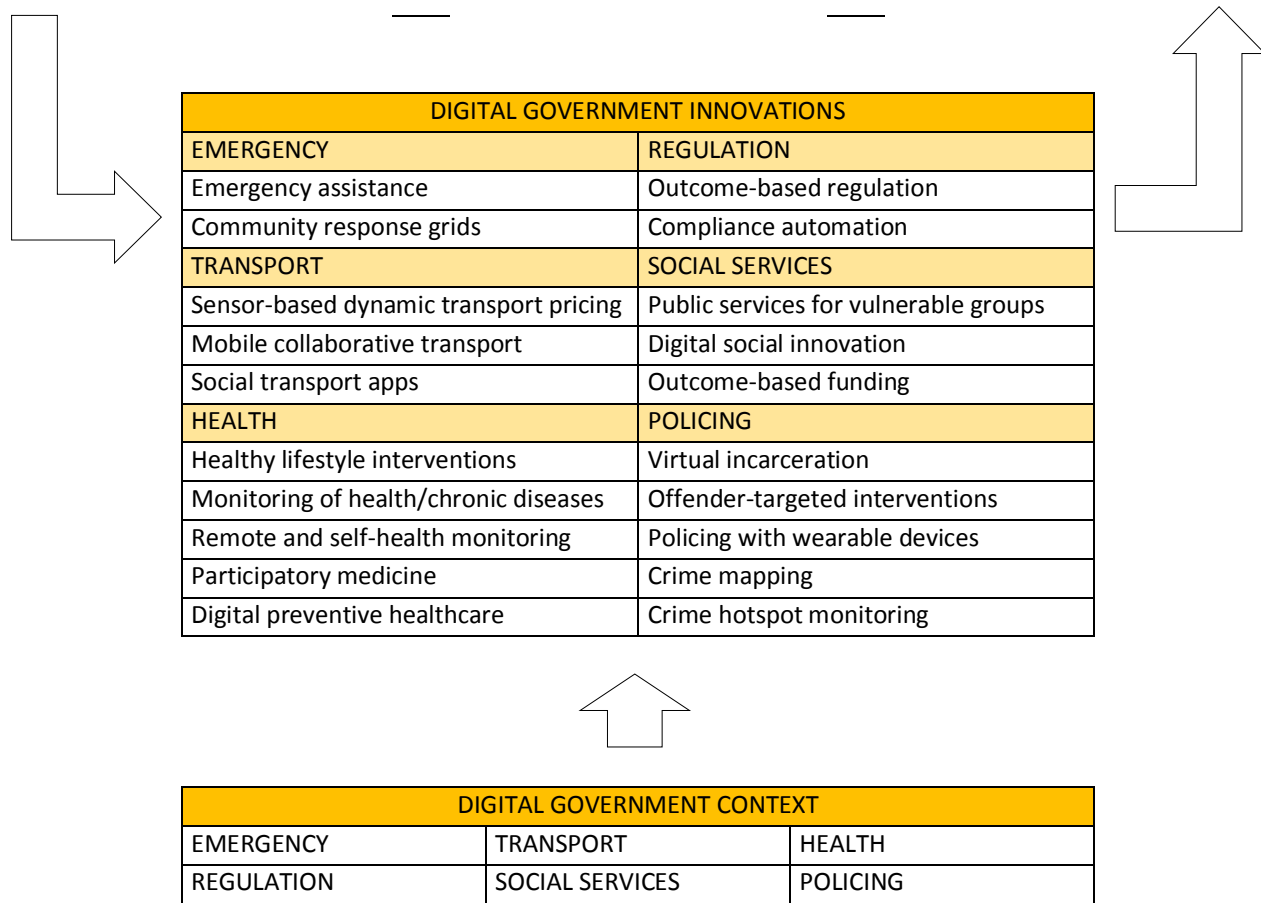 DIGITAL GOVERNMENT INNOVATIONS
EMERGENCY REGULATION
Emergency assistance Outcome-based regulation
Community response grids Compliance automation
TRANSPORT SOCIAL SERVICES
Sensor-based dynamic transport pricing Public services for vulnerable groups
Mobile collaborative transport Digital social innovation
Social transport apps Outcome-based funding
HEALTH POLICING
Healthy lifestyle interventions Virtual incarceration
Monitoring of health/chronic diseases Offender-targeted interventions
Remote and self-health monitoring Policing with wearable devices
Participatory medicine Crime mapping
Digital preventive healthcare Crime hotspot monitoring
DIGITAL GOVERNMENT CONTEXT
EMERGENCY TRANSPORT HEALTH
REGULATION SOCIAL SERVICES POLICING